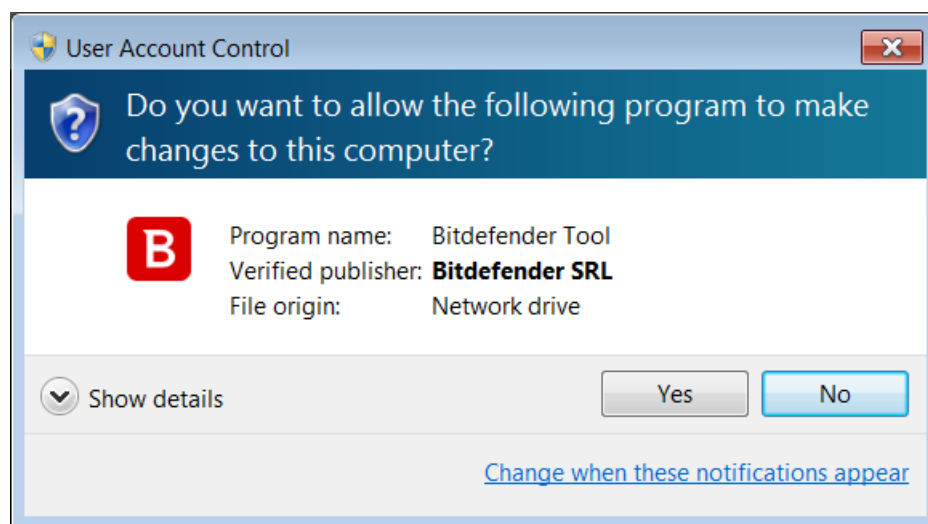 User Account Control
Do you want to allow the following program to make
changes to this computer?
B
Program name: Bitdefender Tool
Verified publisher: Bitdefender SRL
File origin: Network drive
Show details
Yes
No
Change when these notifications appear